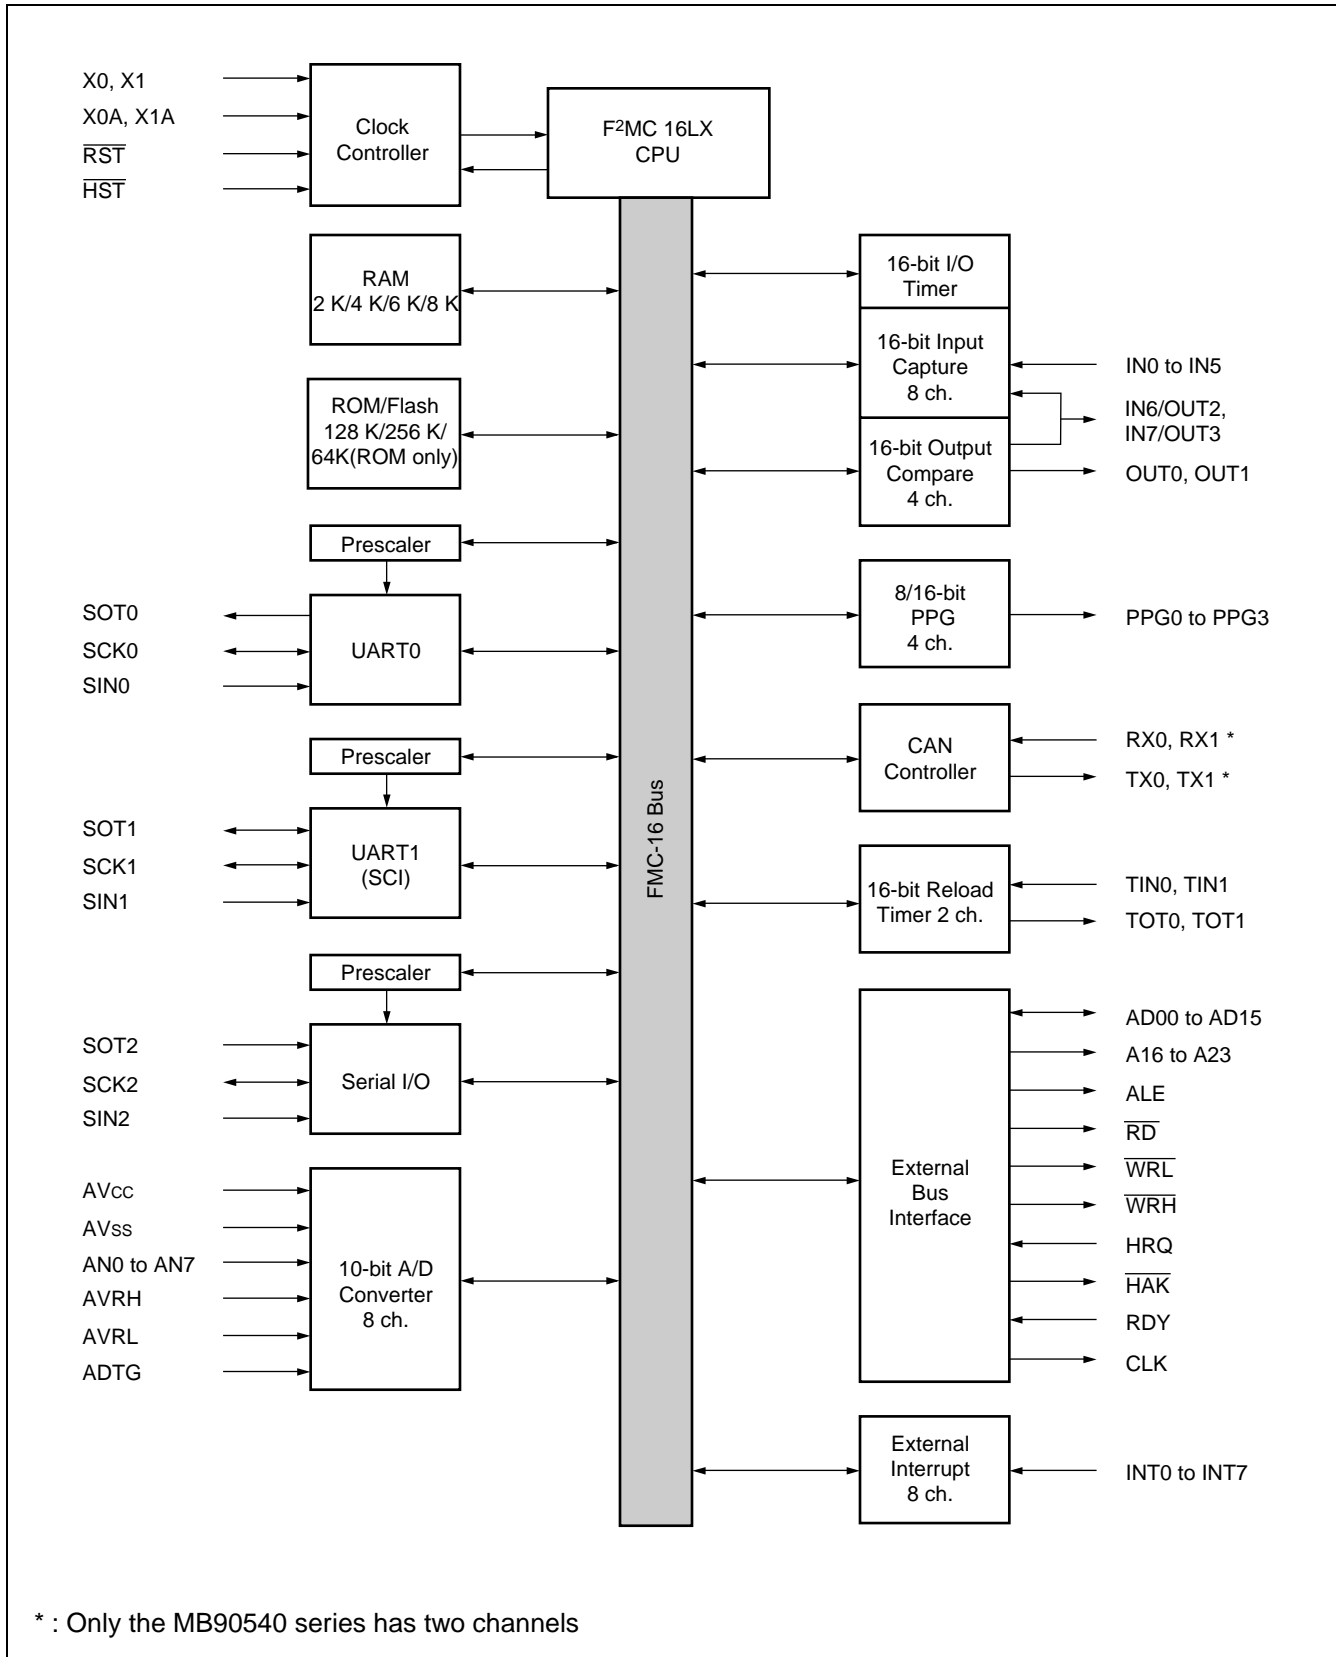 X0, X1
X0A, X1A
RST
HST
Clock
Controller
F²MC 16LX
CPU
RAM
2 K/4 K/6 K/8 K
ROM/Flash
128 K/256 K/
64K(ROM only)
Prescaler
SOT0
SCK0
SIN0
UART0
Prescaler
SOT1
SCK1
SIN1
UART1
(SCI)
Prescaler
SOT2
SCK2
SIN2
Serial I/O
AVCC
AVSS
AN0 to AN7
AVRH
AVRL
ADTG
10-bit A/D
Converter
8 ch.
FMC-16 Bus
16-bit I/O
Timer
16-bit Input
Capture
8 ch.
IN0 to IN5
IN6/OUT2,
IN7/OUT3
16-bit Output
Compare
4 ch.
OUT0, OUT1
8/16-bit
PPG
4 ch.
PPG0 to PPG3
CAN
Controller
RX0, RX1 *
TX0, TX1 *
16-bit Reload
Timer 2 ch.
TIN0, TIN1
TOT0, TOT1
External
Bus
Interface
AD00 to AD15
A16 to A23
ALE
RD
WRL
WRH
HRQ
HAK
RDY
CLK
External
Interrupt
8 ch.
INT0 to INT7
* : Only the MB90540 series has two channels